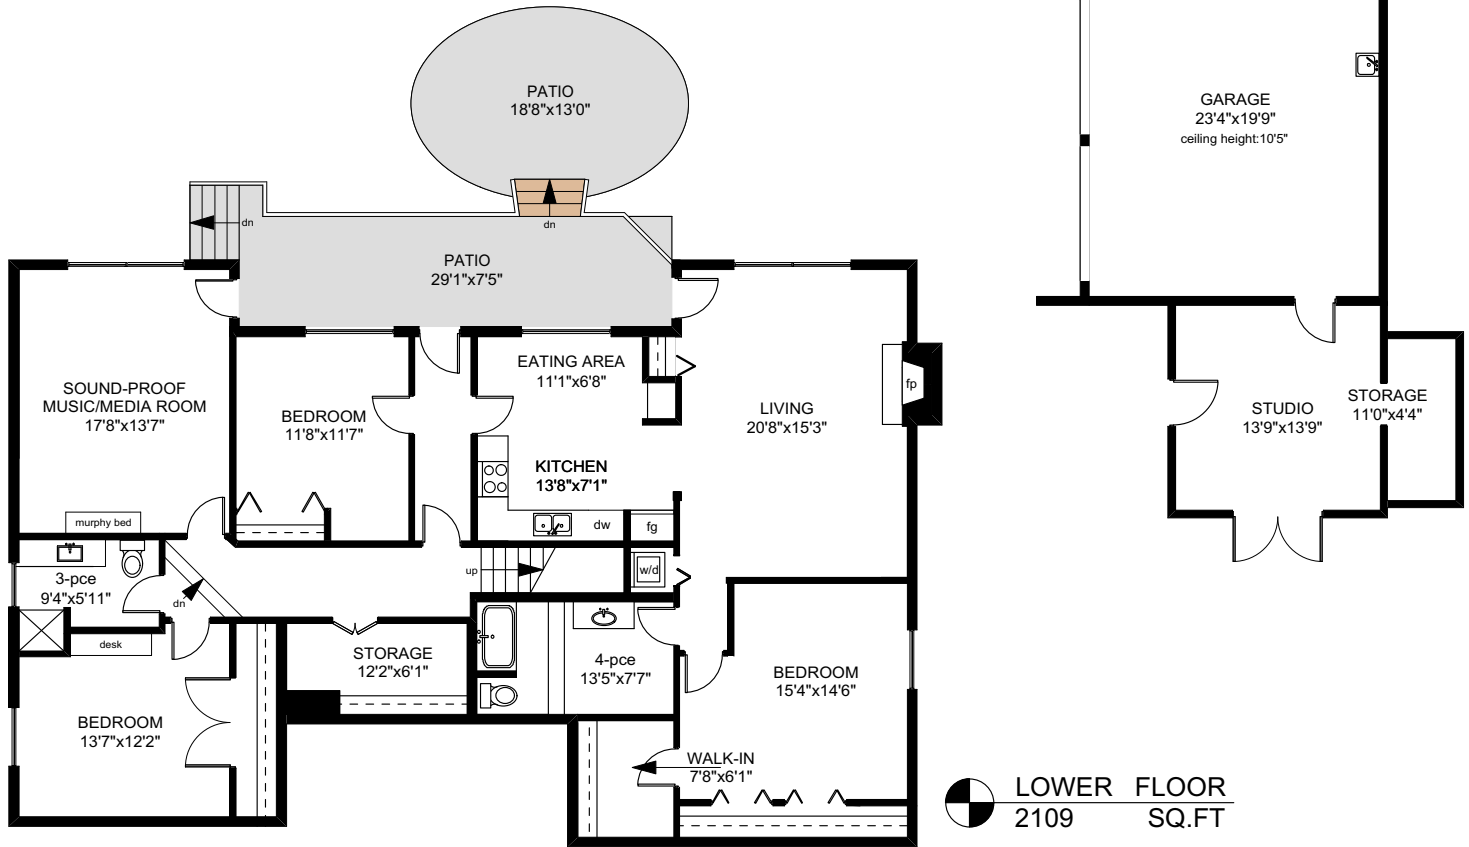 PATIO
18'8"x13'0"
GARAGE
23'4"x19'9"
ceiling height:10'5"
dn
dn
PATIO
29'1"x7'5"
SOUND-PROOF
MUSIC/MEDIA ROOM
17'8"x13'7"
BEDROOM
11'8"x11'7"
EATING AREA
11'1"x6'8"
LIVING
20'8"x15'3"
fp
STUDIO
13'9"x13'9"
STORAGE
11'0"x4'4"
KITCHEN
13'8"x7'1"
murphy bed
dw
fg
3-pce
9'4"x5'11"
dn
up
w/d
desk
STORAGE
12'2"x6'1"
4-pce
13'5"x7'7"
BEDROOM
15'4"x14'6"
BEDROOM
13'7"x12'2"
WALK-IN
7'8"x6'1"
LOWER FLOOR
2109 SQ.FT